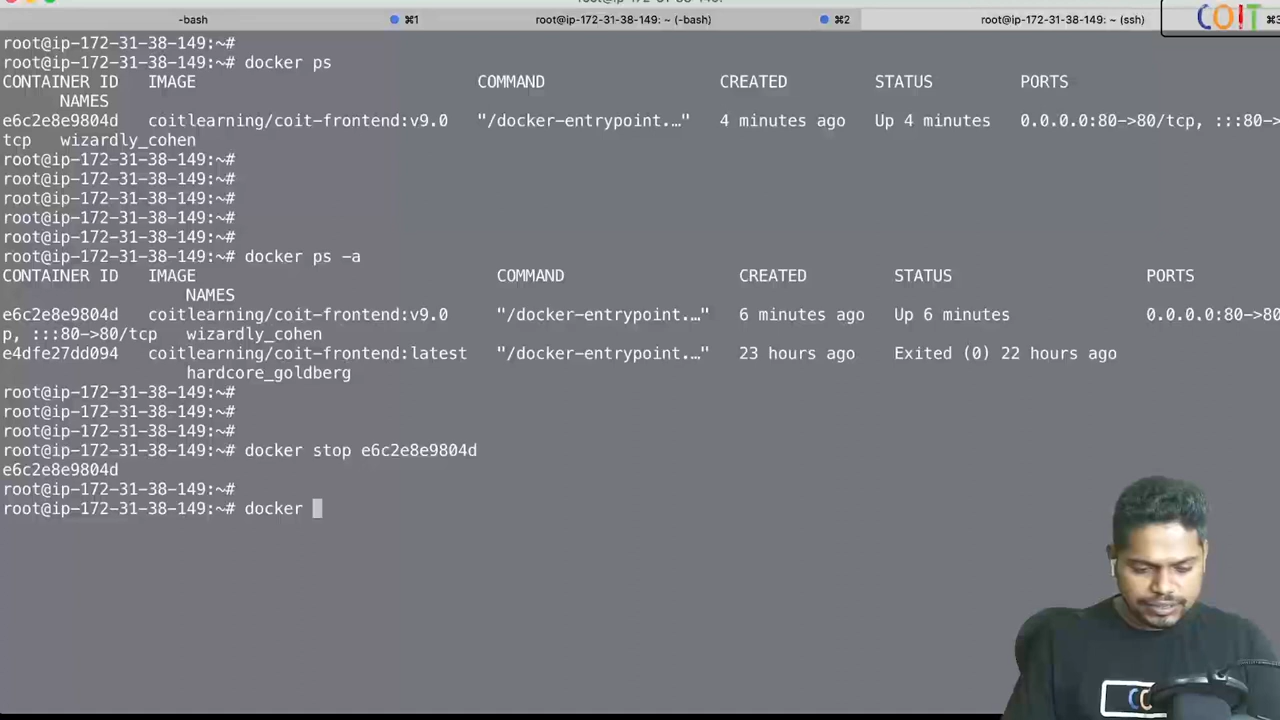 -bash
⌘1
root@ip-172-31-38-149: ~ (-bash)
⌘2
root@ip-172-31-38-149: ~ (ssh)
COIT
root@ip-172-31-38-149:~#
root@ip-172-31-38-149:~# docker ps
CONTAINER ID IMAGE COMMAND CREATED STATUS PORTS
NAMES
e6c2e8e9804d coitlearning/coit-frontend:v9.0 "/docker-entrypoint.…" 4 minutes ago Up 4 minutes 0.0.0.0:80->80/tcp, :::80->
tcp wizardly_cohen
root@ip-172-31-38-149:~#
root@ip-172-31-38-149:~#
root@ip-172-31-38-149:~#
root@ip-172-31-38-149:~#
root@ip-172-31-38-149:~#
root@ip-172-31-38-149:~# docker ps -a
CONTAINER ID IMAGE COMMAND CREATED STATUS PORTS
NAMES
e6c2e8e9804d coitlearning/coit-frontend:v9.0 "/docker-entrypoint.…" 6 minutes ago Up 6 minutes 0.0.0.0:80->80
p, :::80->80/tcp wizardly_cohen
e4dfe27dd094 coitlearning/coit-frontend:latest "/docker-entrypoint.…" 23 hours ago Exited (0) 22 hours ago
hardcore_goldberg
root@ip-172-31-38-149:~#
root@ip-172-31-38-149:~#
root@ip-172-31-38-149:~#
root@ip-172-31-38-149:~# docker stop e6c2e8e9804d
e6c2e8e9804d
root@ip-172-31-38-149:~#
root@ip-172-31-38-149:~# docker